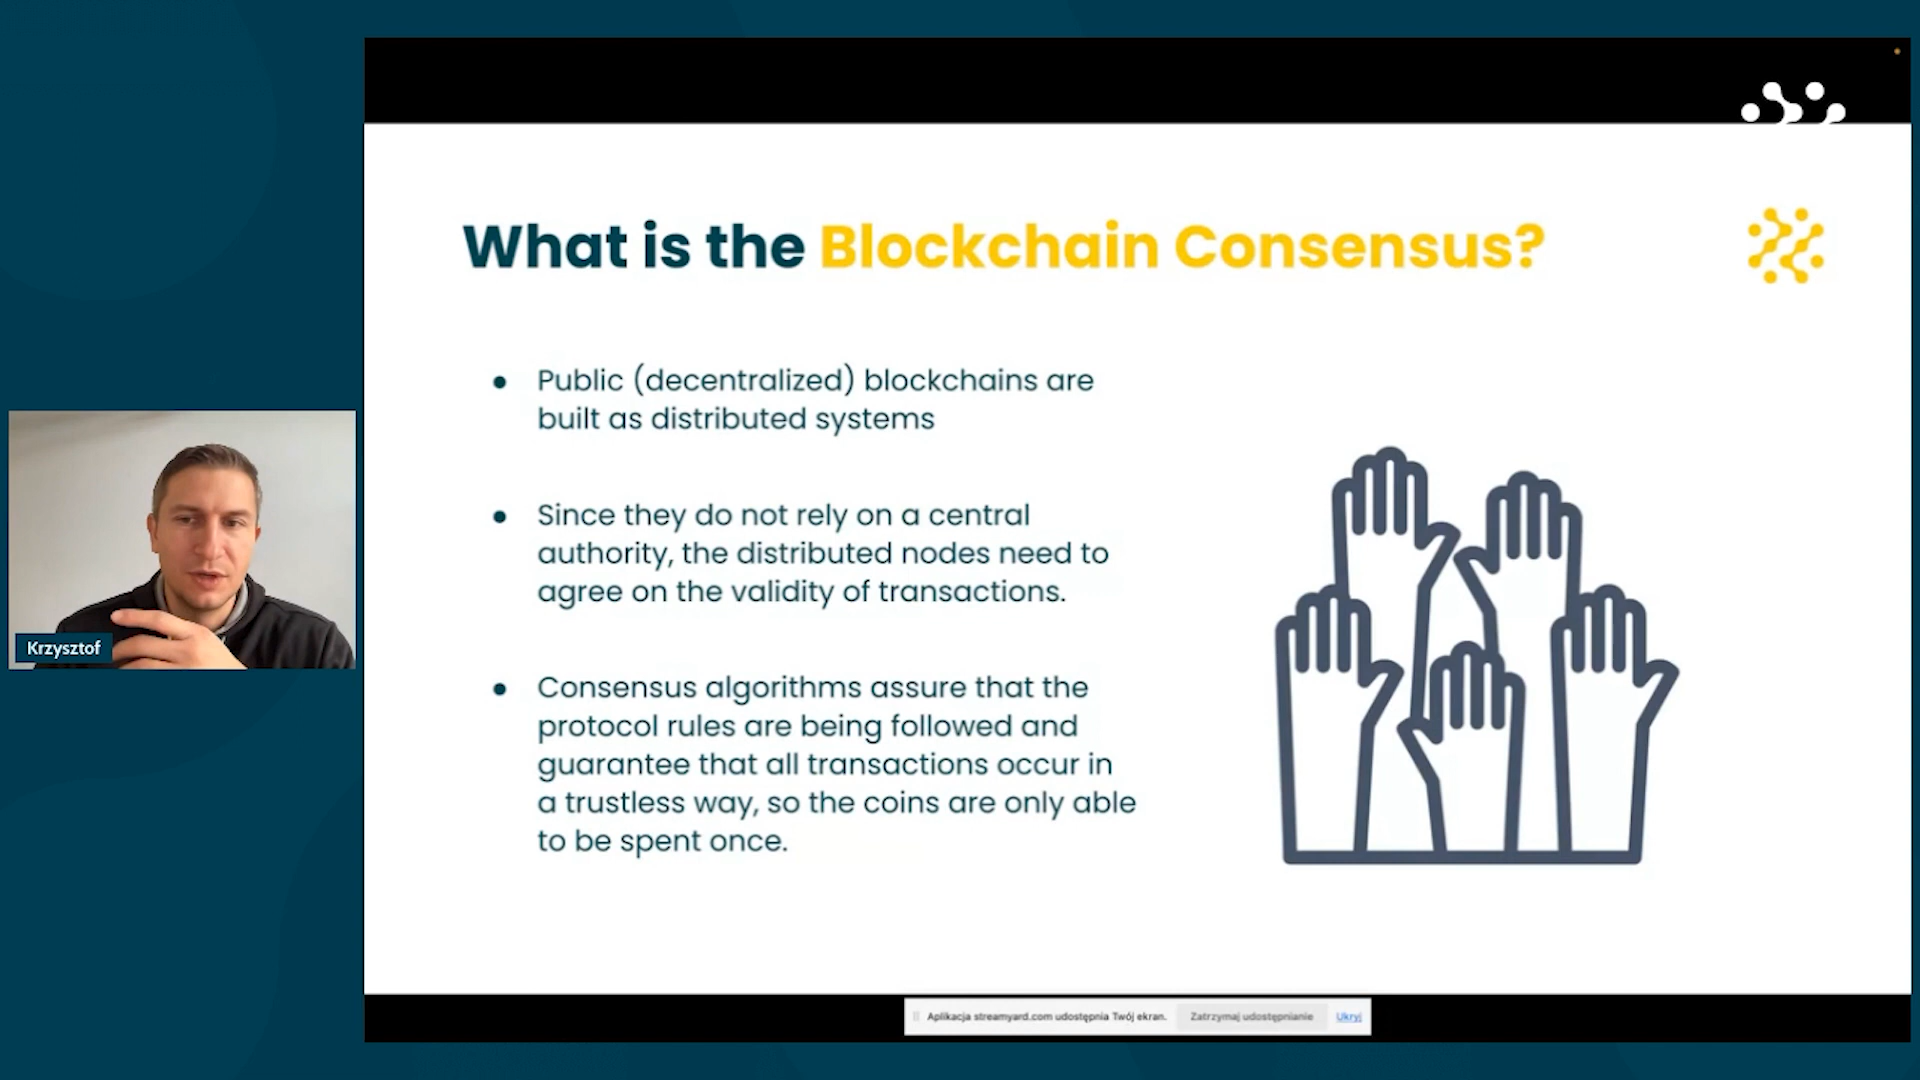 What is the Blockchain Consensus?
● Public (decentralized) blockchains are
built as distributed systems
● Since they do not rely on a central
authority, the distributed nodes need to
agree on the validity of transactions.
● Consensus algorithms assure that the
protocol rules are being followed and
guarantee that all transactions occur in
a trustless way, so the coins are only able
to be spent once.
Krzysztof
Aplikacja streamyard.com udostępnia Twój ekran. Zatrzymaj udostępnianie Ukryj